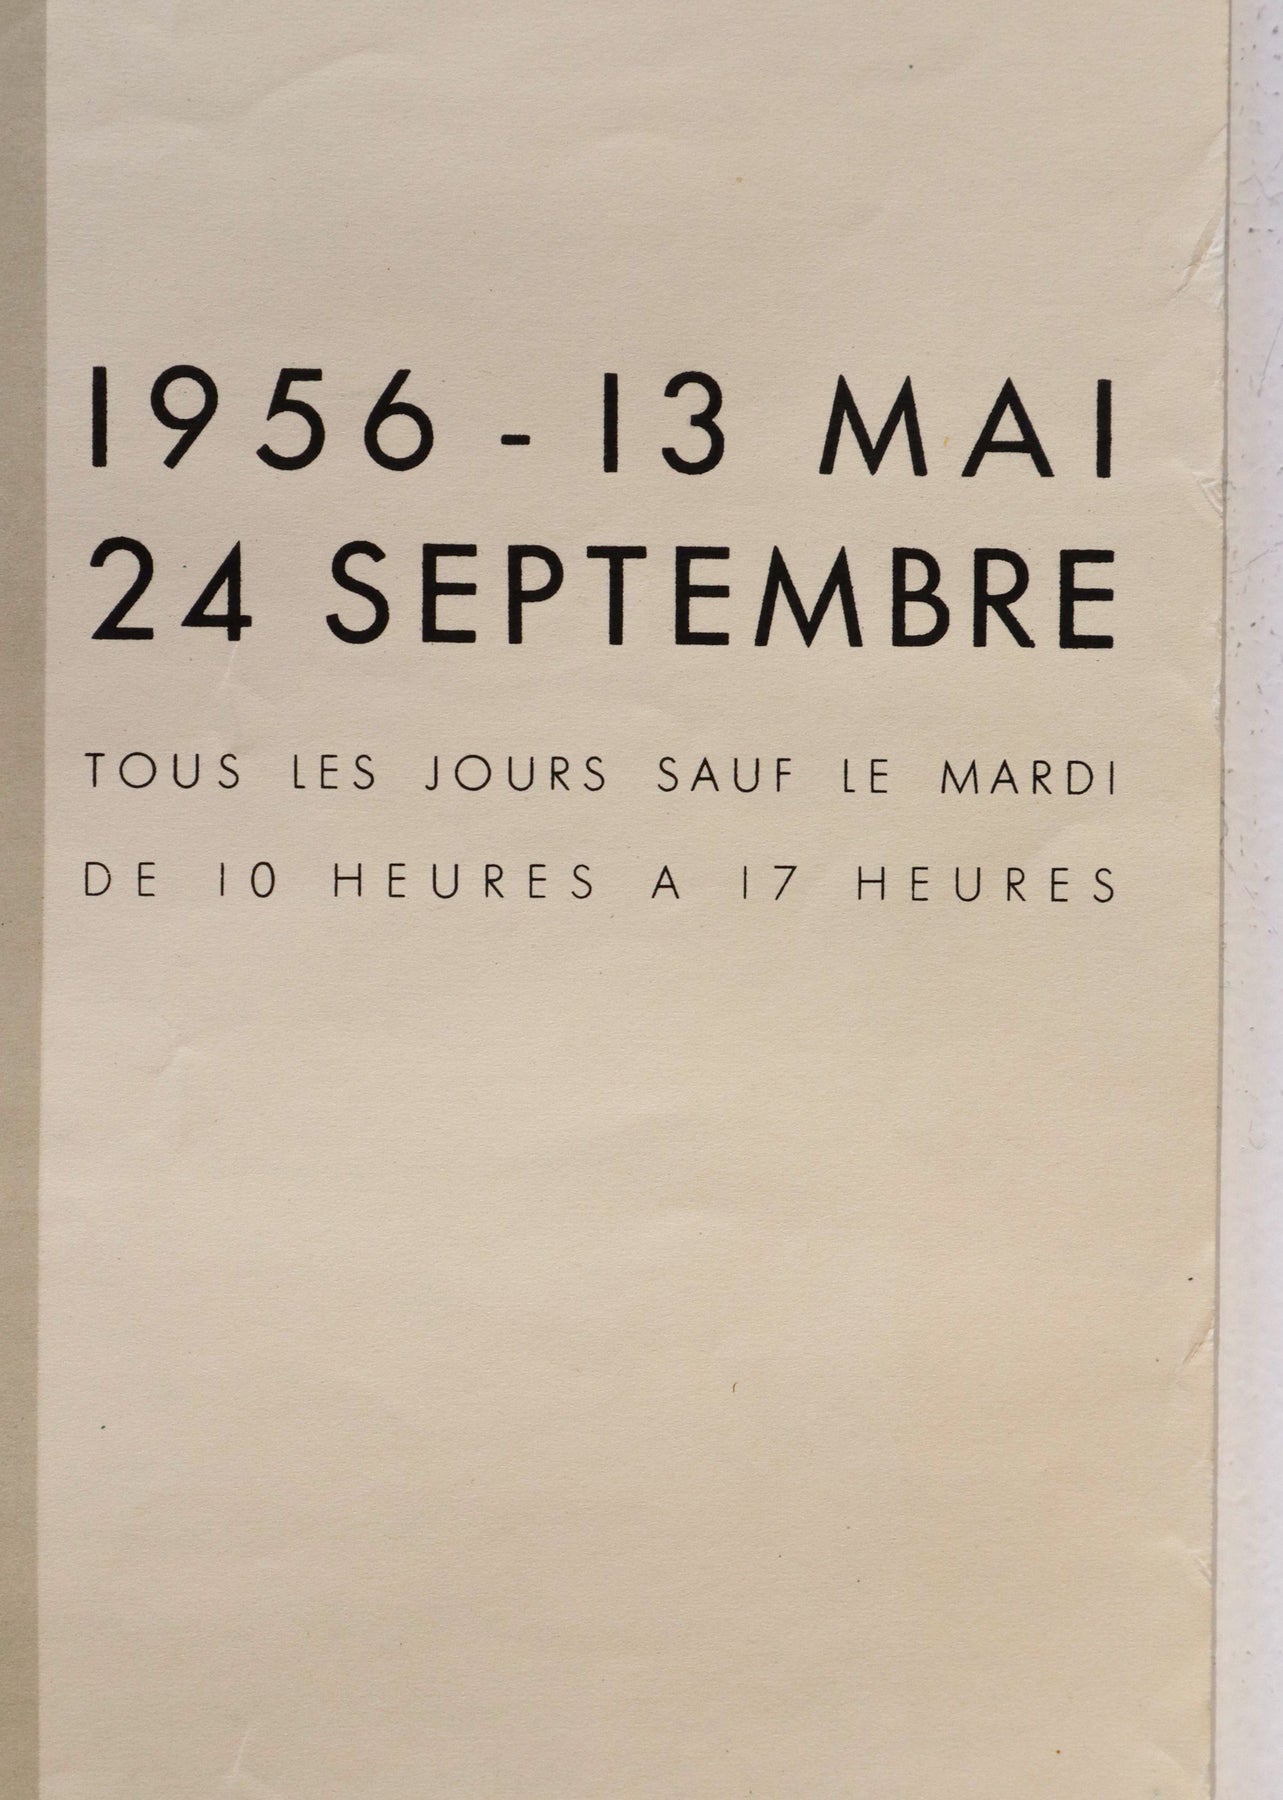 1956 - 13 MAI
24 SEPTEMBRE
TOUS LES JOURS SAUF LE MARDI
DE 10 HEURES A 17 HEURES